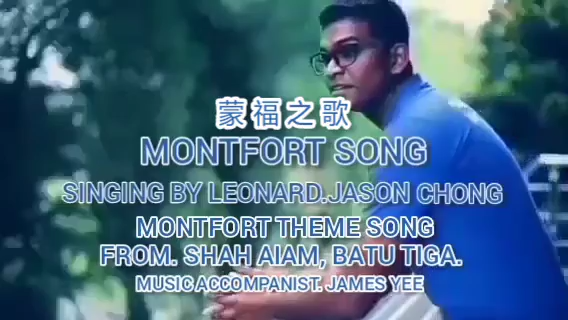 蒙福之歌
MONTFORT SONG
SINGING BY LEONARD.JASON CHONG
MONTFORT THEME SONG
FROM. SHAH AIAM, BATU TIGA.
MUSIC ACCOMPANIST. JAMES YEE